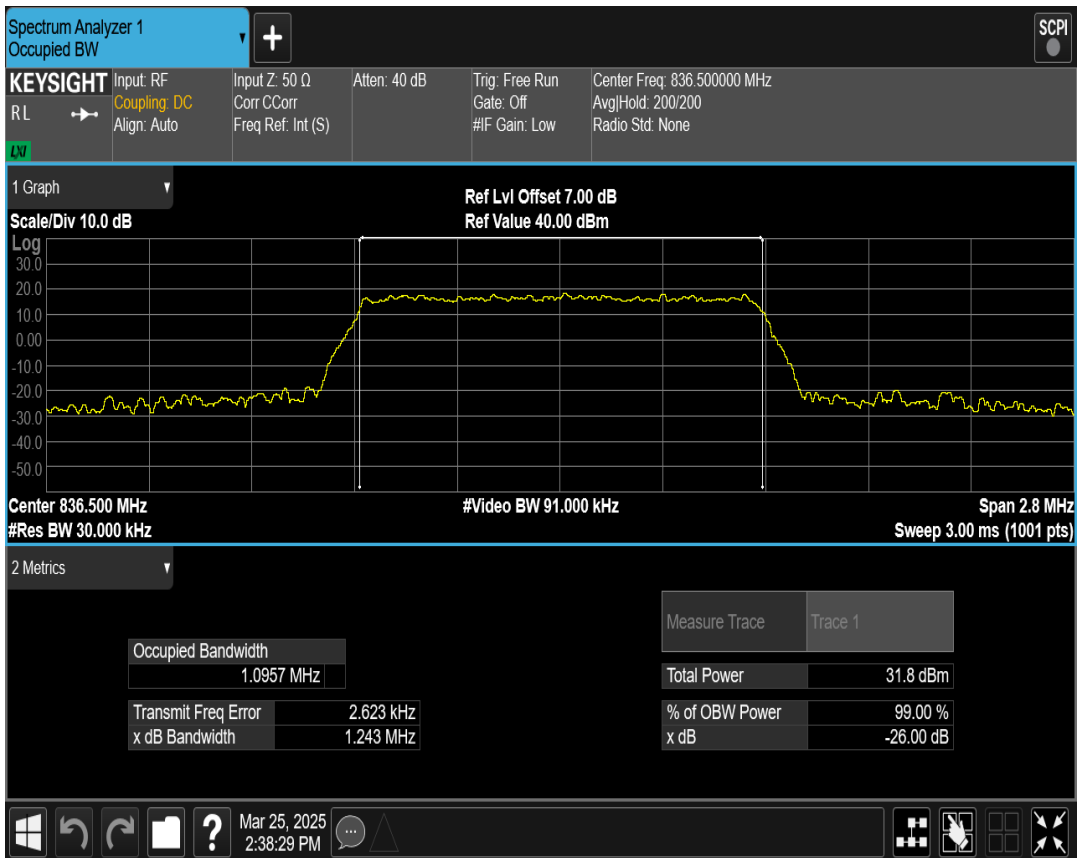 Spectrum Analyzer 1
Occupied BW
+
SCPI
KEYSIGHT
RL
LXI
Input: RF
Coupling: DC
Align: Auto
Input Z: 50 Ω
Corr CCorr
Freq Ref: Int (S)
Atten: 40 dB
Trig: Free Run
Gate: Off
#IF Gain: Low
Center Freq: 836.500000 MHz
Avg|Hold: 200/200
Radio Std: None
1 Graph
Scale/Div 10.0 dB
Ref Lvl Offset 7.00 dB
Ref Value 40.00 dBm
Log
30.0
20.0
10.0
0.00
-10.0
-20.0
-30.0
-40.0
-50.0
Center 836.500 MHz
#Res BW 30.000 kHz
#Video BW 91.000 kHz
Span 2.8 MHz
Sweep 3.00 ms (1001 pts)
2 Metrics
Measure Trace Trace 1
Occupied Bandwidth
1.0957 MHz
Total Power 31.8 dBm
Transmit Freq Error 2.623 kHz
% of OBW Power 99.00 %
x dB Bandwidth 1.243 MHz
x dB -26.00 dB
?
Mar 25, 2025
2:38:29 PM